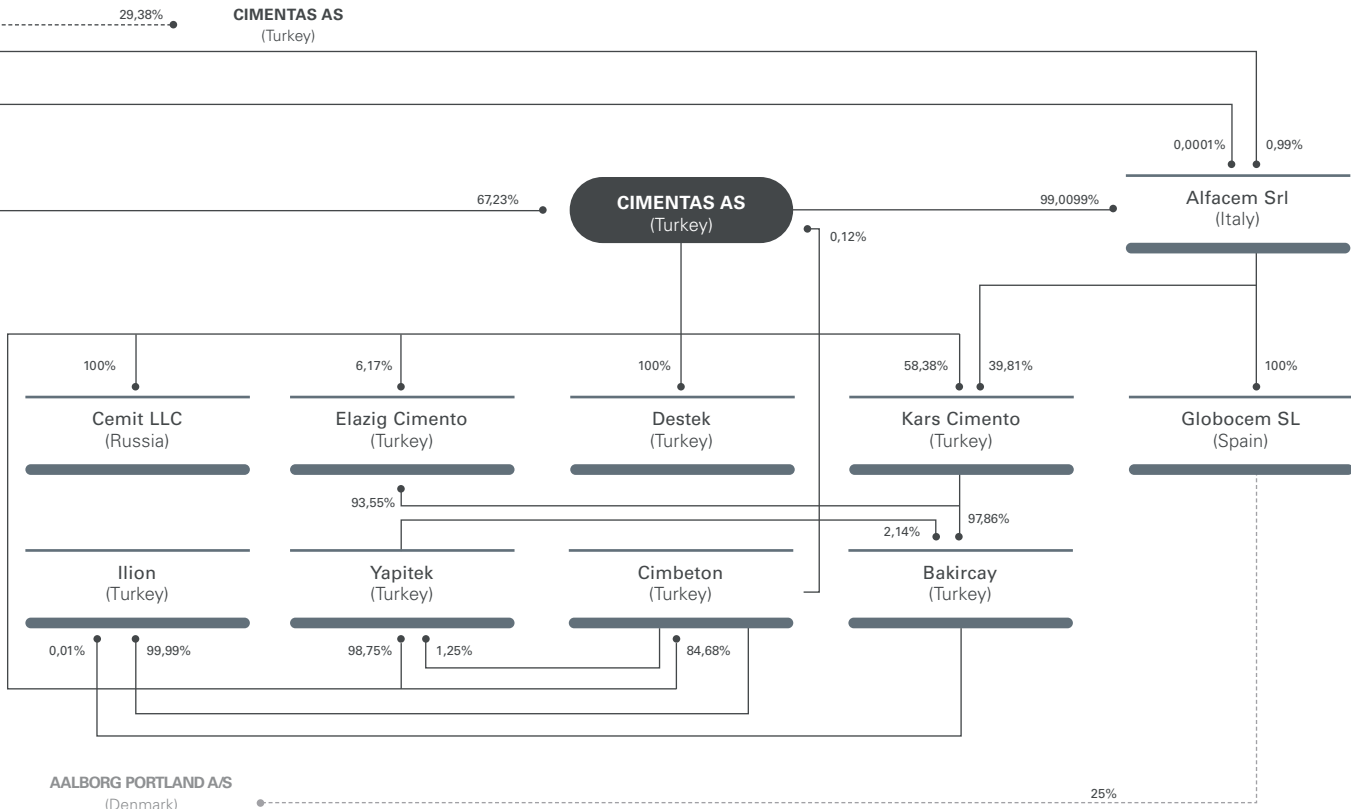 29,38%
CIMENTAS AS
(Turkey)
0,0001%
0,99%
67,23%
CIMENTAS AS
(Turkey)
99,0099%
Alfacem Srl
(Italy)
0,12%
100%
6,17%
100%
58,38%
39,81%
100%
Cemit LLC
(Russia)
Elazig Cimento
(Turkey)
Destek
(Turkey)
Kars Cimento
(Turkey)
Globocem SL
(Spain)
93,55%
2,14%
97,86%
Ilion
(Turkey)
Yapitek
(Turkey)
Cimbeton
(Turkey)
Bakircay
(Turkey)
0,01%
99,99%
98,75%
1,25%
84,68%
AALBORG PORTLAND A/S
(Denmark)
25%